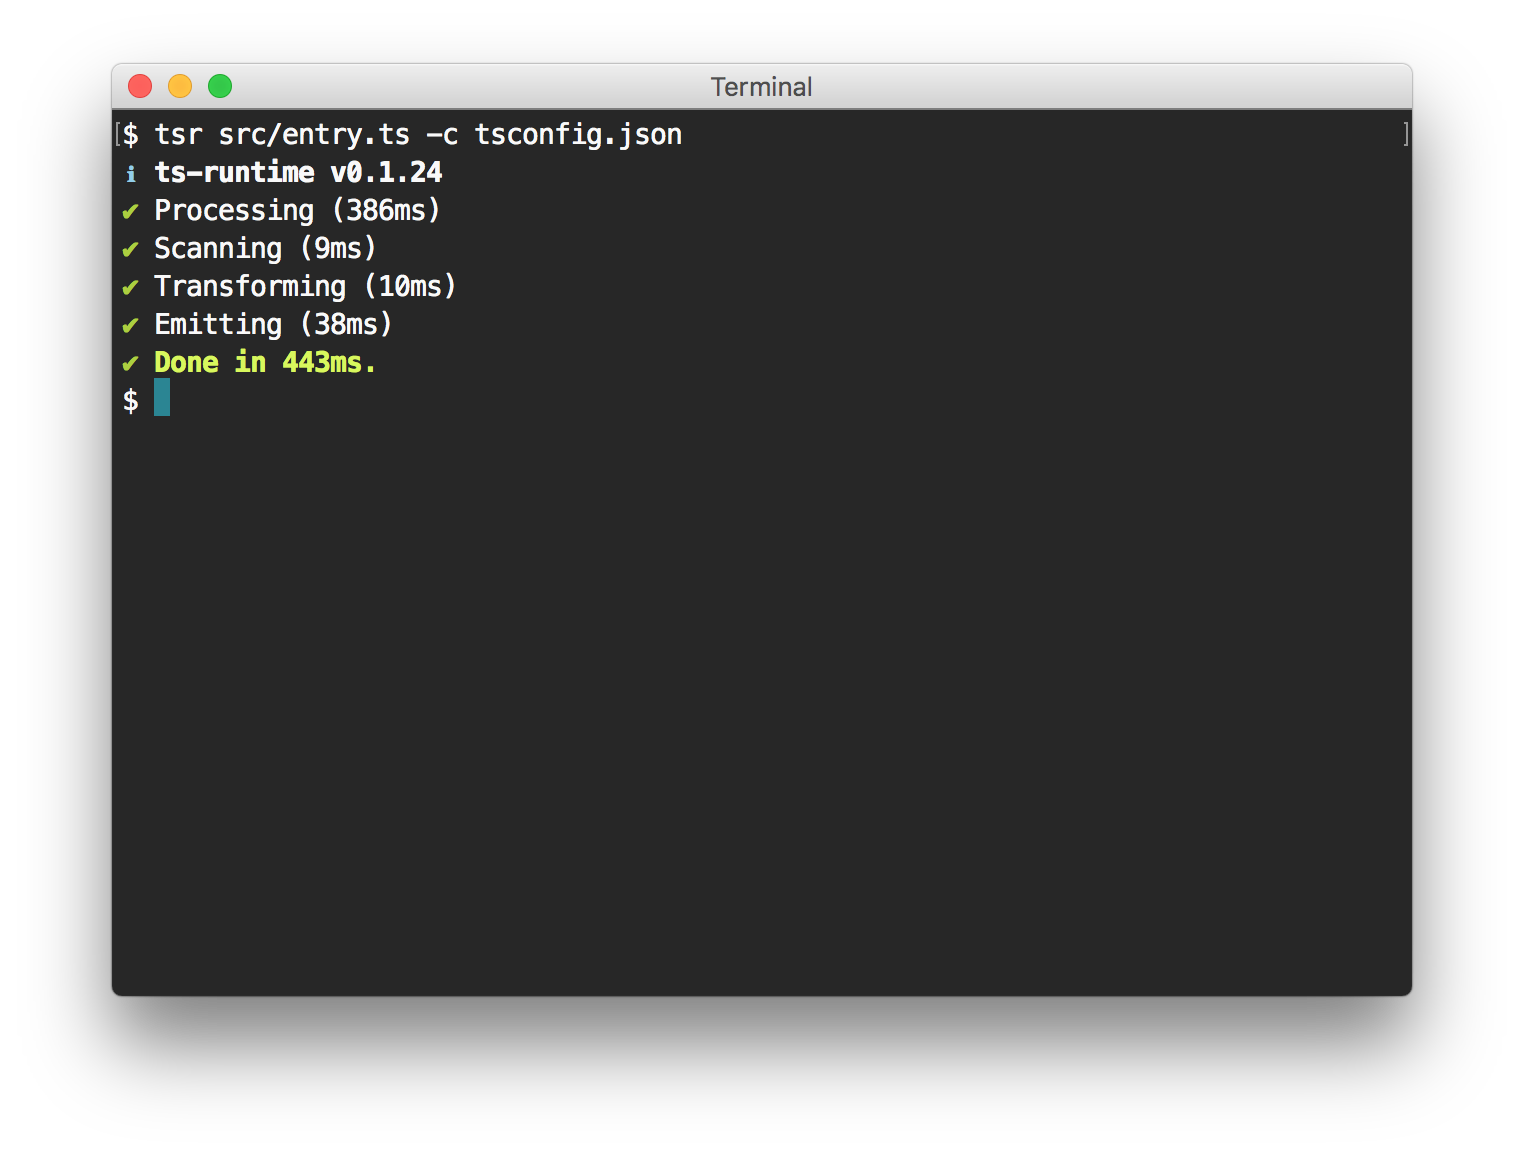 Terminal
[$ tsr src/entry.ts -c tsconfig.json ]
ℹ ts-runtime v0.1.24
✔ Processing (386ms)
✔ Scanning (9ms)
✔ Transforming (10ms)
✔ Emitting (38ms)
✔ Done in 443ms.
$